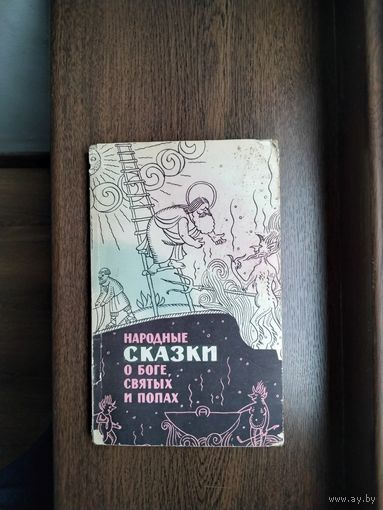 НАРОДНЫЕ
СКАЗКИ
О БОГЕ,
СВЯТЫХ
И ПОПАХ
www.ay.by